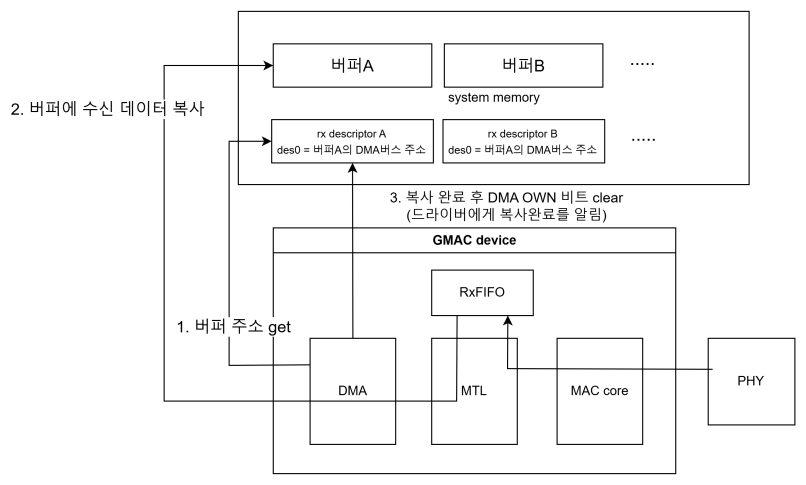 버퍼A
버퍼B
.....
system memory
2. 버퍼에 수신 데이터 복사
rx descriptor A
des0 = 버퍼A의 DMA버스 주소
rx descriptor B
des0 = 버퍼A의 DMA버스 주소
.....
3. 복사 완료 후 DMA OWN 비트 clear
(드라이버에게 복사완료를 알림)
GMAC device
RxFIFO
1. 버퍼 주소 get
DMA
MTL
MAC core
PHY